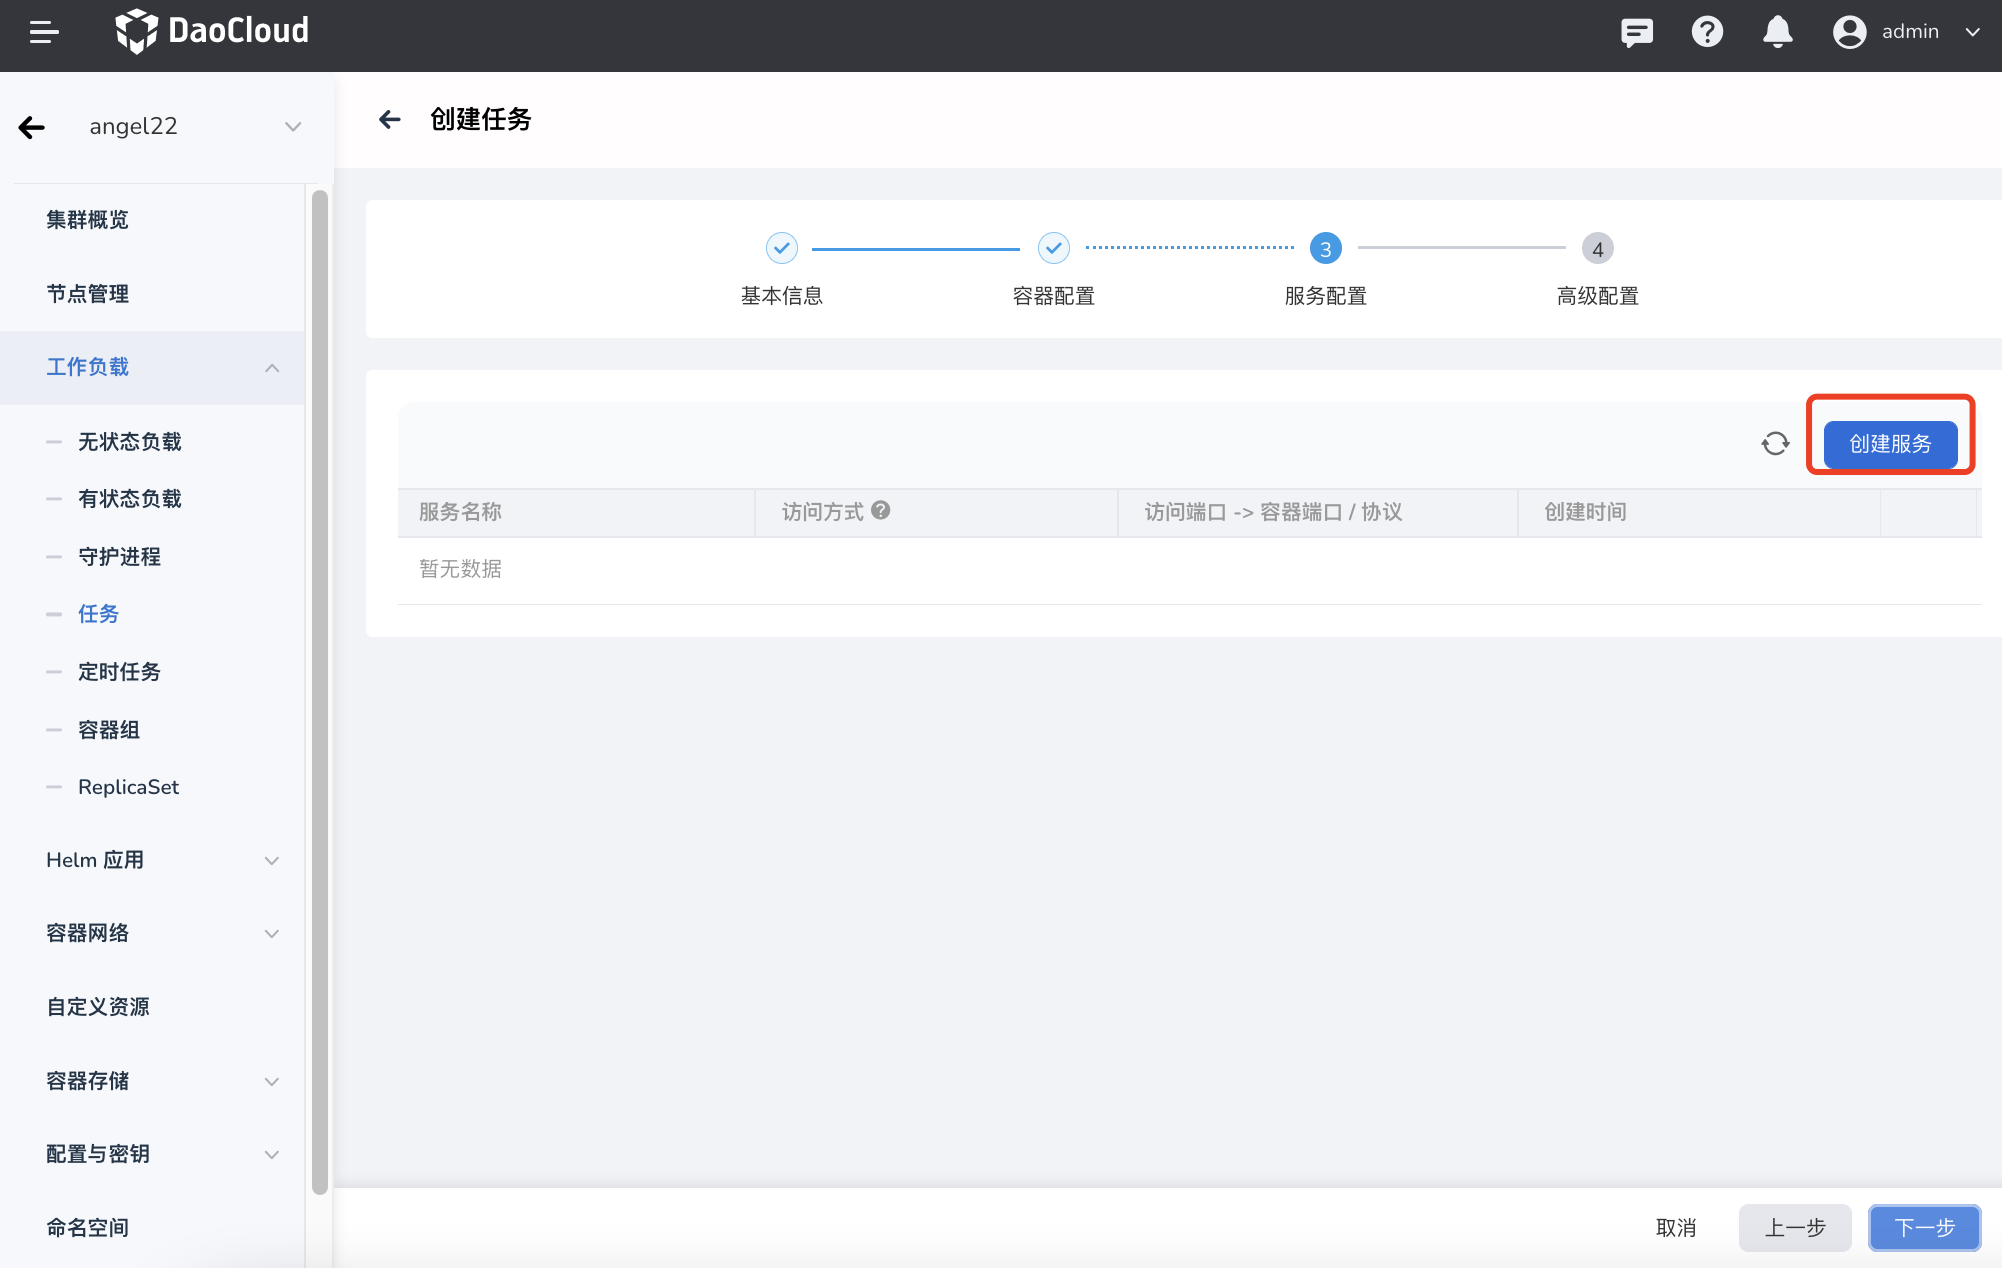 DaoCloud
admin
angel22
创建任务
集群概览
节点管理
工作负载
无状态负载
有状态负载
守护进程
任务
定时任务
容器组
ReplicaSet
Helm 应用
容器网络
自定义资源
容器存储
配置与密钥
命名空间
3
4
基本信息
容器配置
服务配置
高级配置
创建服务
服务名称
访问方式
访问端口 -> 容器端口 / 协议
创建时间
暂无数据
取消
上一步
下一步